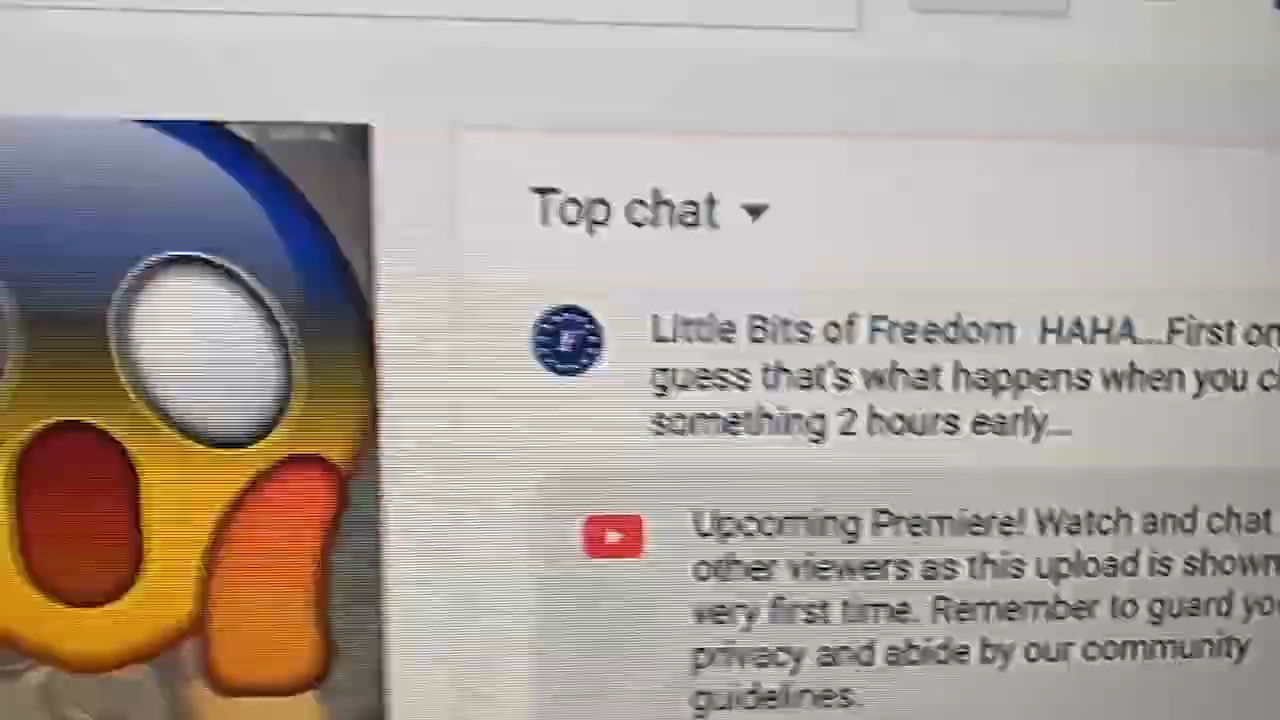 Top chat
Little Bits of Freedom HAHA...First on
guess that's what happens when you
something 2 hours early...
Upcoming Premiere! Watch and chat
other viewers as this upload is shown
very first time. Remember to guard
privacy and abide by our community
guidelines.